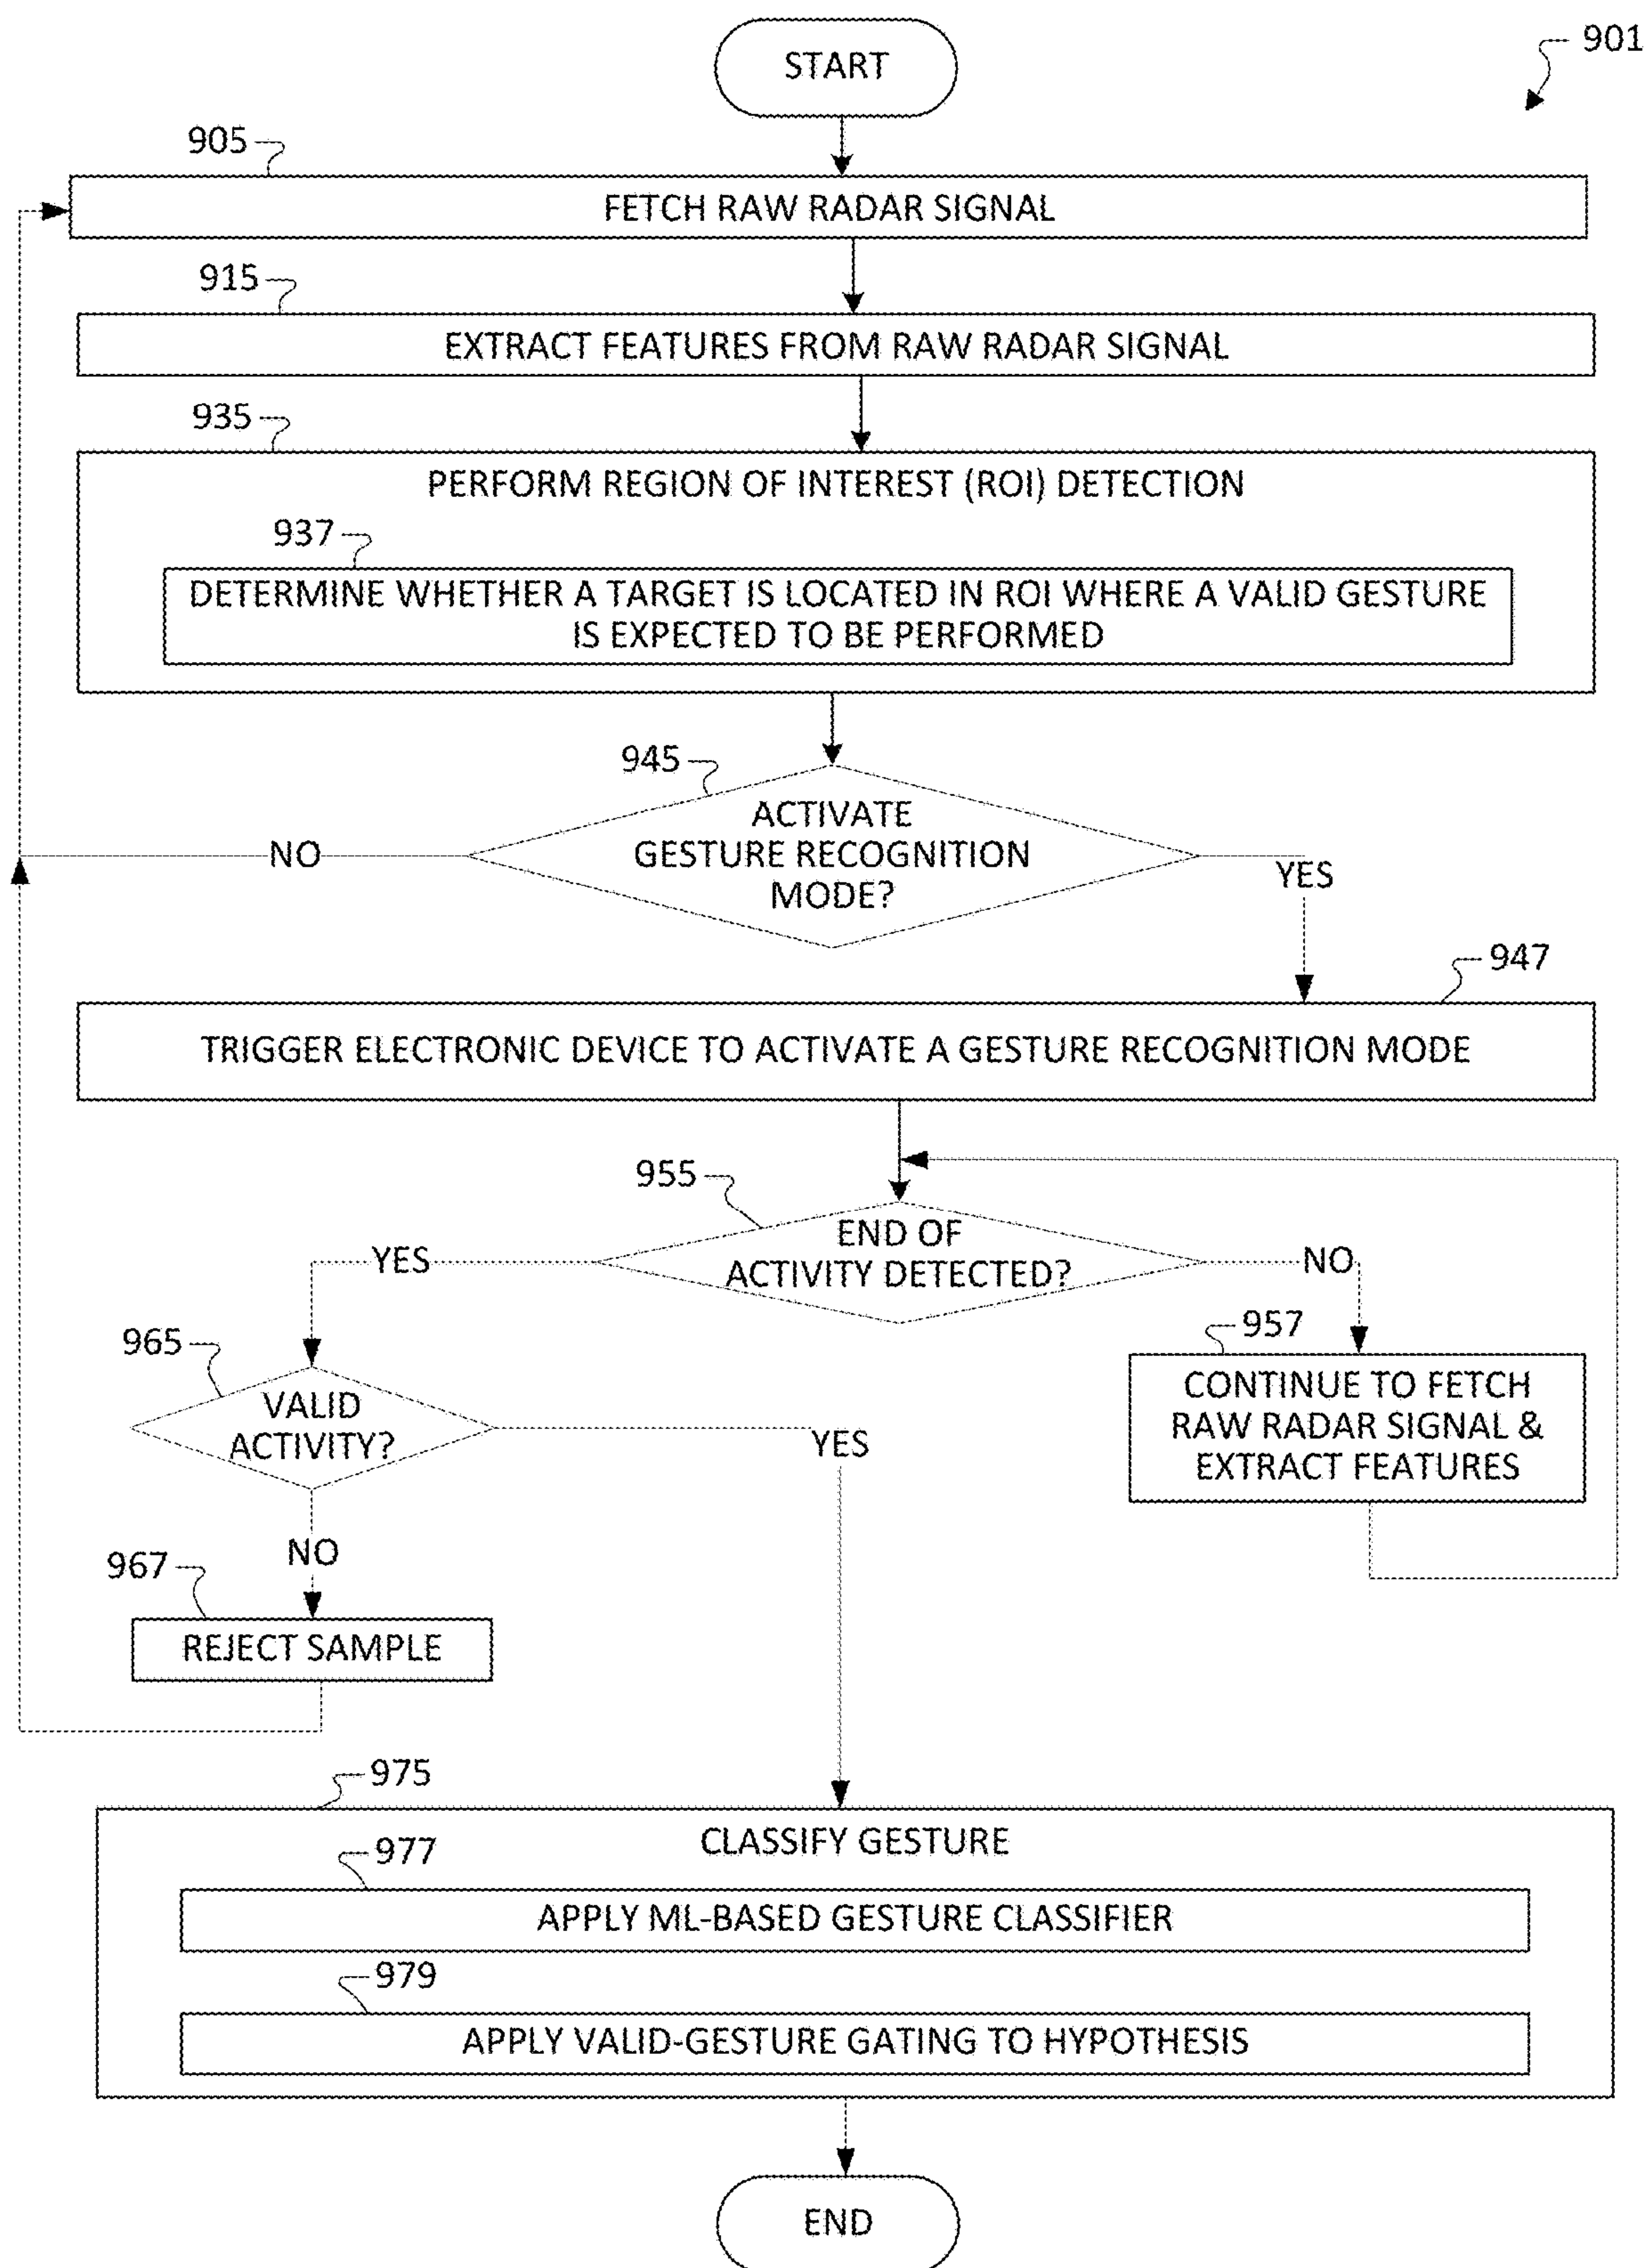 901
START
905
FETCH RAW RADAR SIGNAL
915
EXTRACT FEATURES FROM RAW RADAR SIGNAL
935
PERFORM REGION OF INTEREST (ROI) DETECTION
937
DETERMINE WHETHER A TARGET IS LOCATED IN ROI WHERE A VALID GESTURE
IS EXPECTED TO BE PERFORMED
945
ACTIVATE
GESTURE RECOGNITION
MODE?
NO
YES
947
TRIGGER ELECTRONIC DEVICE TO ACTIVATE A GESTURE RECOGNITION MODE
955
END OF
ACTIVITY DETECTED?
YES
NO
957
CONTINUE TO FETCH
RAW RADAR SIGNAL &
EXTRACT FEATURES
965
VALID
ACTIVITY?
YES
NO
967
REJECT SAMPLE
975
CLASSIFY GESTURE
977
APPLY ML-BASED GESTURE CLASSIFIER
979
APPLY VALID-GESTURE GATING TO HYPOTHESIS
END